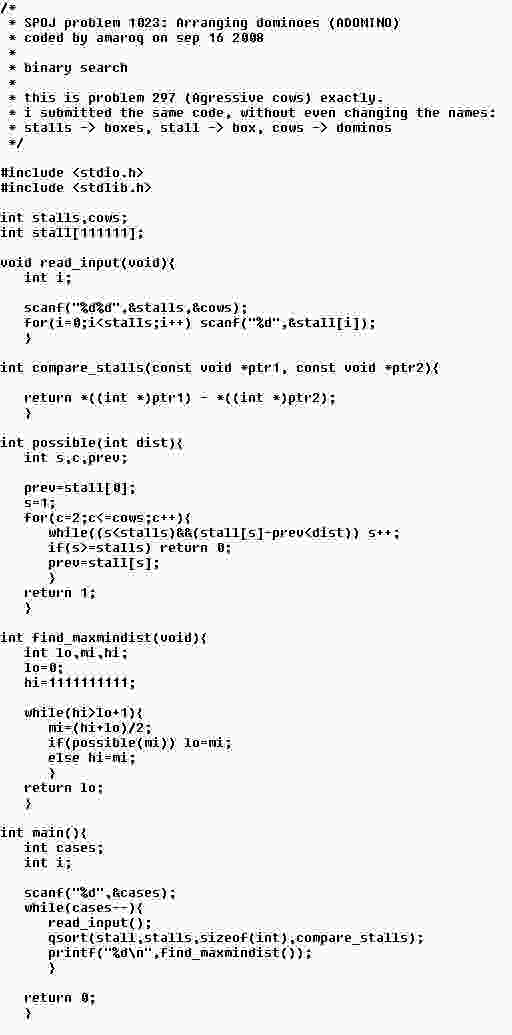 /*
 * SPOJ problem 1023: Arranging dominoes (ADOMINO)
 * coded by amaroq on sep 16 2008
 *
 * binary search
 *
 * this is problem 297 (Agressive cows) exactly.
 * i submitted the same code, without even changing the names:
 * stalls -> boxes, stall -> box, cows -> dominos
 */

#include <stdio.h>
#include <stdlib.h>

int stalls,cows;
int stall[111111];

void read_input(void){
   int i;

   scanf("%d%d",&stalls,&cows);
   for(i=0;i<stalls;i++) scanf("%d",&stall[i]);
   }

int compare_stalls(const void *ptr1, const void *ptr2){

   return *((int *)ptr1) - *((int *)ptr2);
   }

int possible(int dist){
   int s,c,prev;

   prev=stall[0];
   s=1;
   for(c=2;c<=cows;c++){
      while((s<stalls)&&(stall[s]-prev<dist)) s++;
      if(s>=stalls) return 0;
      prev=stall[s];
      }
   return 1;
   }

int find_maxmindist(void){
   int lo,mi,hi;
   lo=0;
   hi=1111111111;

   while(hi>lo+1){
      mi=(hi+lo)/2;
      if(possible(mi)) lo=mi;
      else hi=mi;
      }
   return lo;
   }

int main(){
   int cases;
   int i;

   scanf("%d",&cases);
   while(cases--){
      read_input();
      qsort(stall,stalls,sizeof(int),compare_stalls);
      printf("%d\n",find_maxmindist());
      }

   return 0;
   }